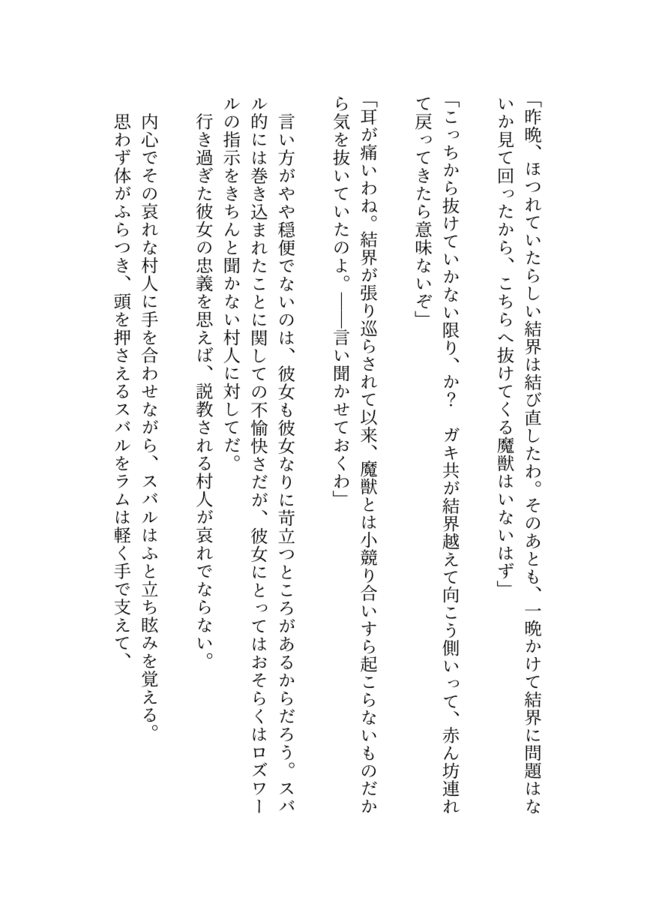 「昨晩、ほつれていたらしい結界は結び直したわ。そのあとも、一晩かけて結界に問題はな
いか見て回ったから、こちらへ抜けてくる魔獣はいないはず」
「こっちから抜けていかない限り、か？　ガキ共が結界越えて向こう側いって、赤ん坊連れ
て戻ってきたら意味ないぞ」
「耳が痛いわね。結界が張り巡らされて以来、魔獣とは小競り合いすら起こらないものだか
ら気を抜いていたのよ。――言い聞かせておくわ」
　言い方がやや穏便でないのは、彼女も彼女なりに苛立つところがあるからだろう。スバ
ル的には巻き込まれたことに関しての不愉快さだが、彼女にとってはおそらくはロズワー
ルの指示をきちんと聞かない村人に対してだ。
　行き過ぎた彼女の忠義を思えば、説教される村人が哀れでならない。
　内心でその哀れな村人に手を合わせながら、スバルはふと立ち眩みを覚える。
　思わず体がふらつき、頭を押さえるスバルをラムは軽く手で支えて、